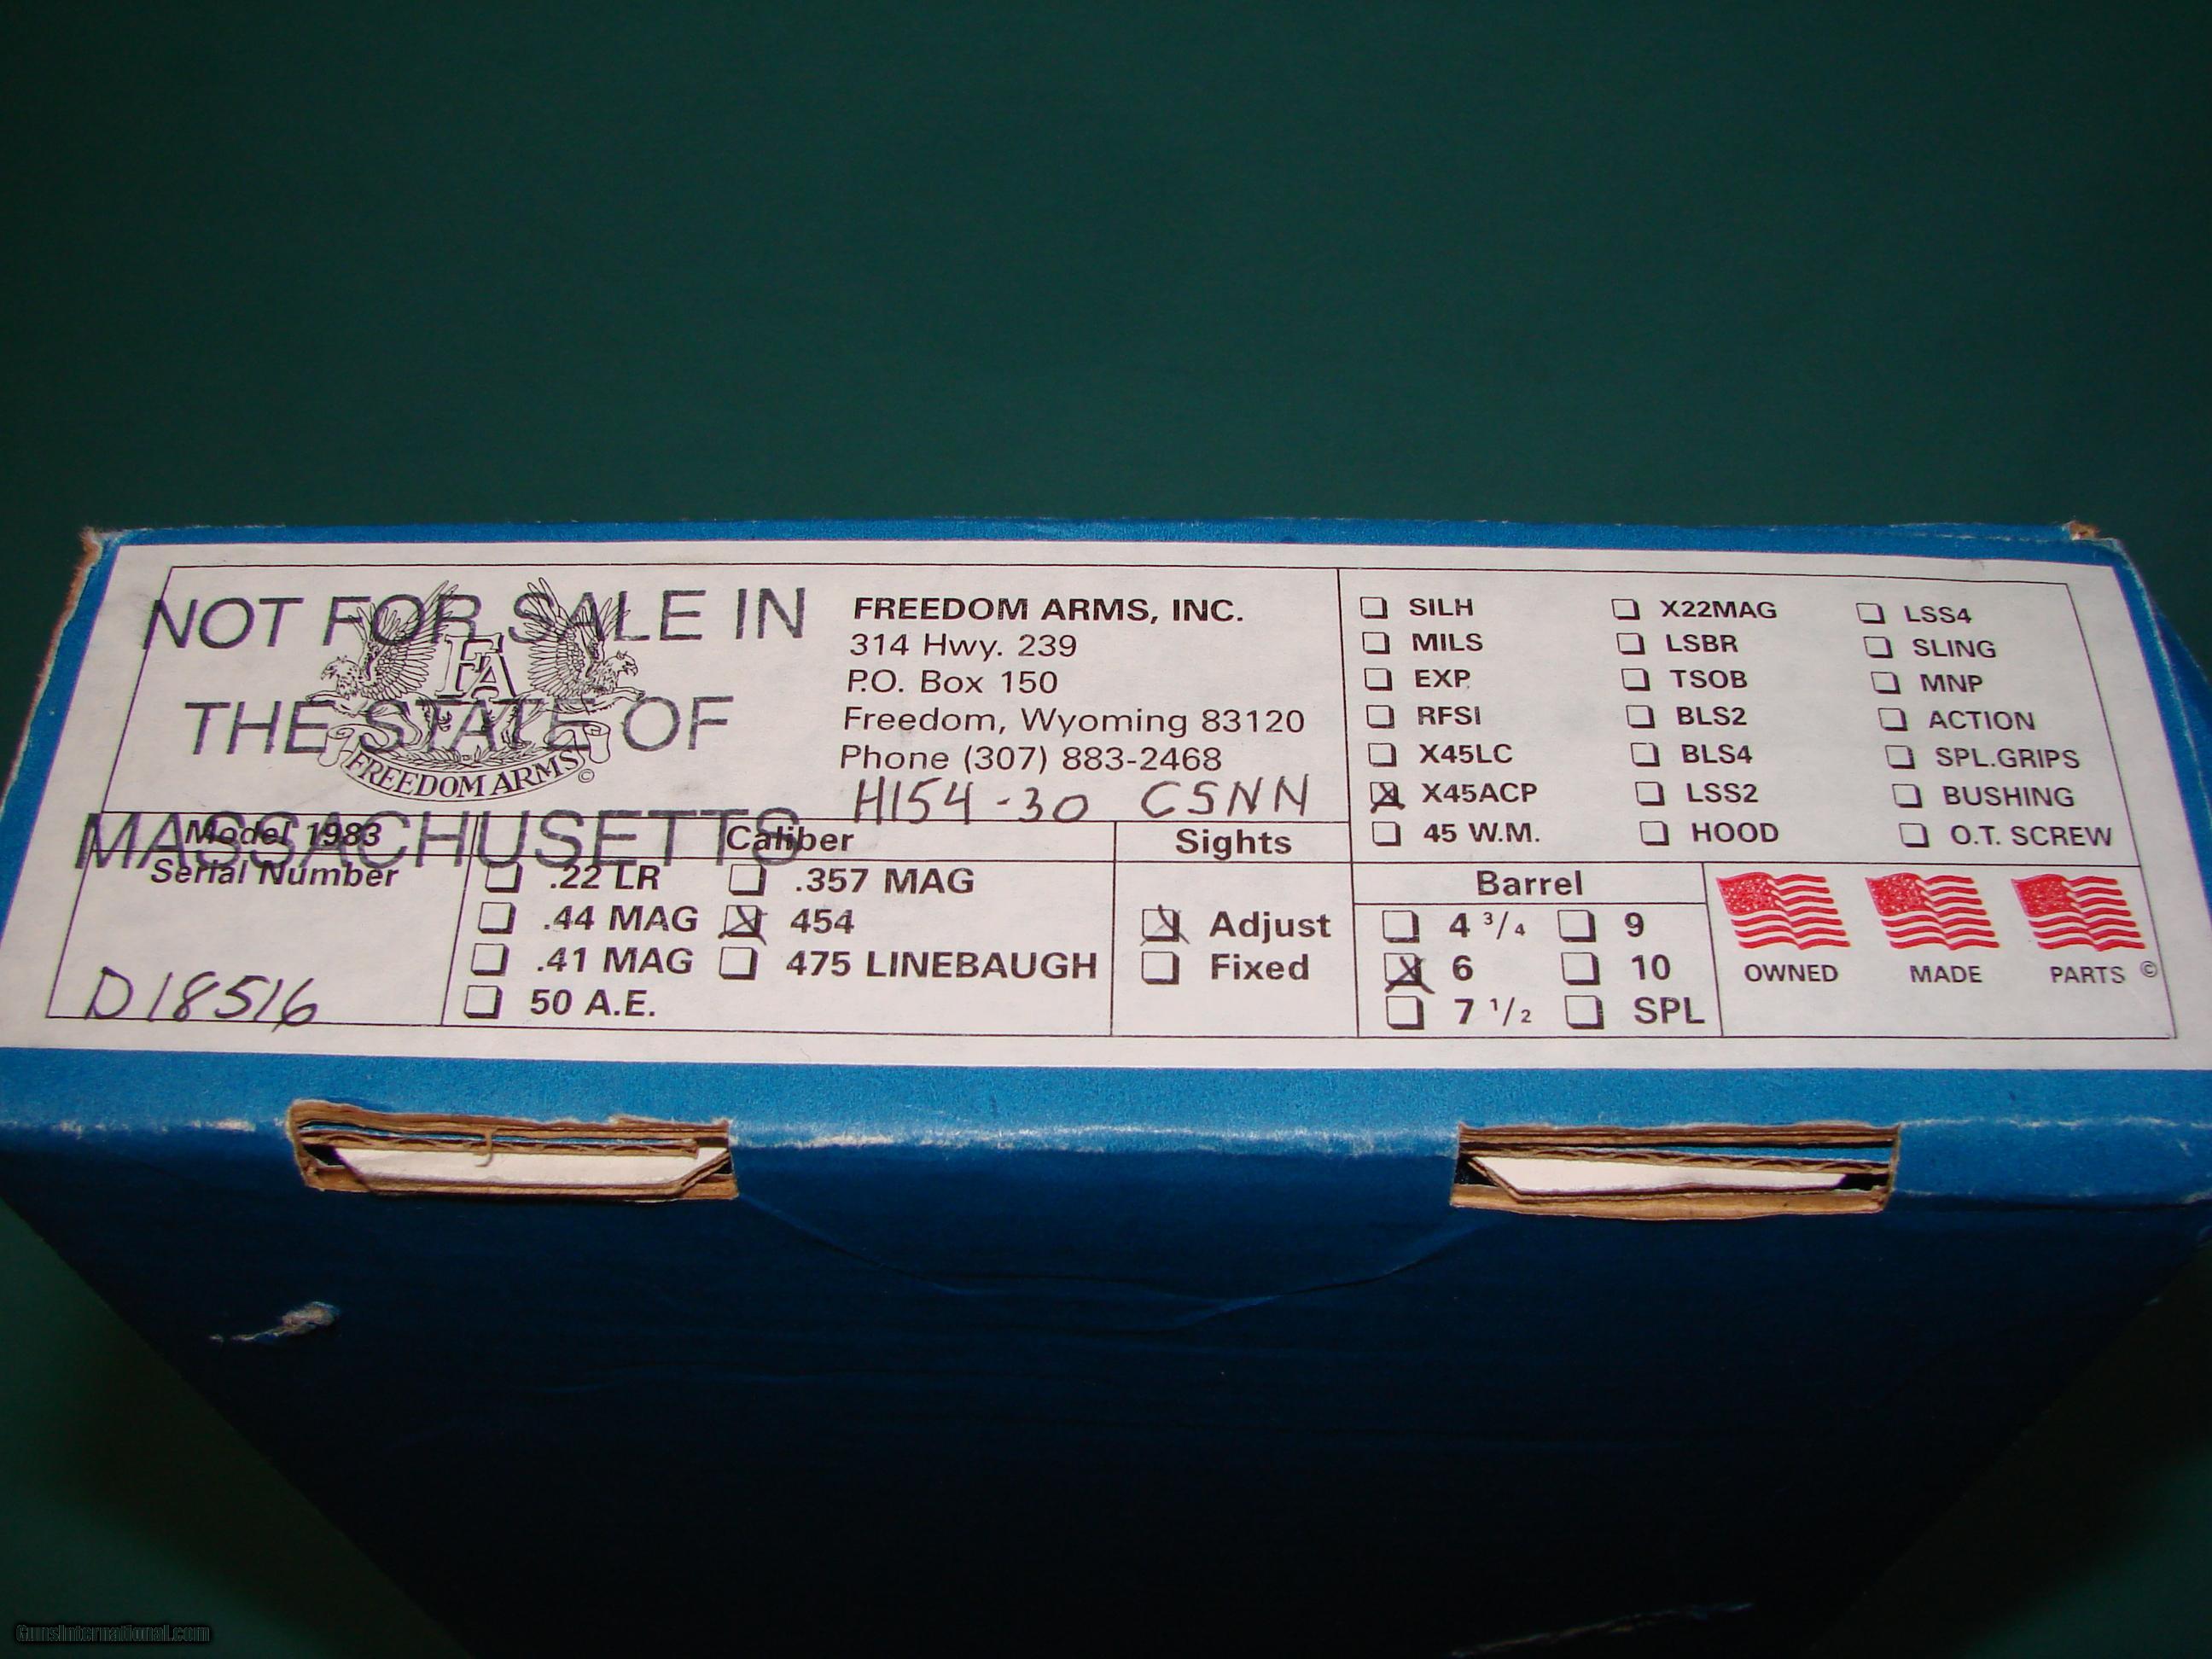 NOT FOR SALE IN
THE STATE OF
MASSACHUSETTS
FA
FREEDOM ARMS ©
FREEDOM ARMS, INC.
314 Hwy. 239
P.O. Box 150
Freedom, Wyoming 83120
Phone (307) 883-2468
H154-30 CSNN
SILH
MILS
EXP.
RFSI
X45LC
X45ACP
45 W.M.
X22MAG
LSBR
TSOB
BLS2
BLS4
LSS2
HOOD
LSS4
SLING
MNP
ACTION
SPL.GRIPS
BUSHING
O.T. SCREW
Model 1983
Serial Number
D18516
Caliber
.22 LR
.44 MAG
.41 MAG
50 A.E.
.357 MAG
454
475 LINEBAUGH
Sights
Adjust
Fixed
Barrel
4 3/4
6
7 1/2
9
10
SPL
OWNED MADE PARTS ©
GunsInternational.com